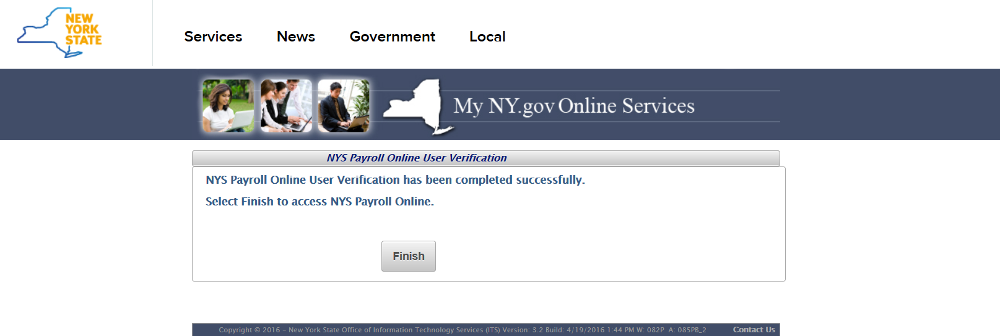 NEW
YORK
STATE
Services News Government Local
My NY.gov Online Services
NYS Payroll Online User Verification
NYS Payroll Online User Verification has been completed successfully.
Select Finish to access NYS Payroll Online.
Finish
Copyright © 2016 - New York State Office of Information Technology Services (ITS) Version: 3.2 Build: 4/19/2016 1:44 PM W: 082P A: 085PB_2 Contact Us